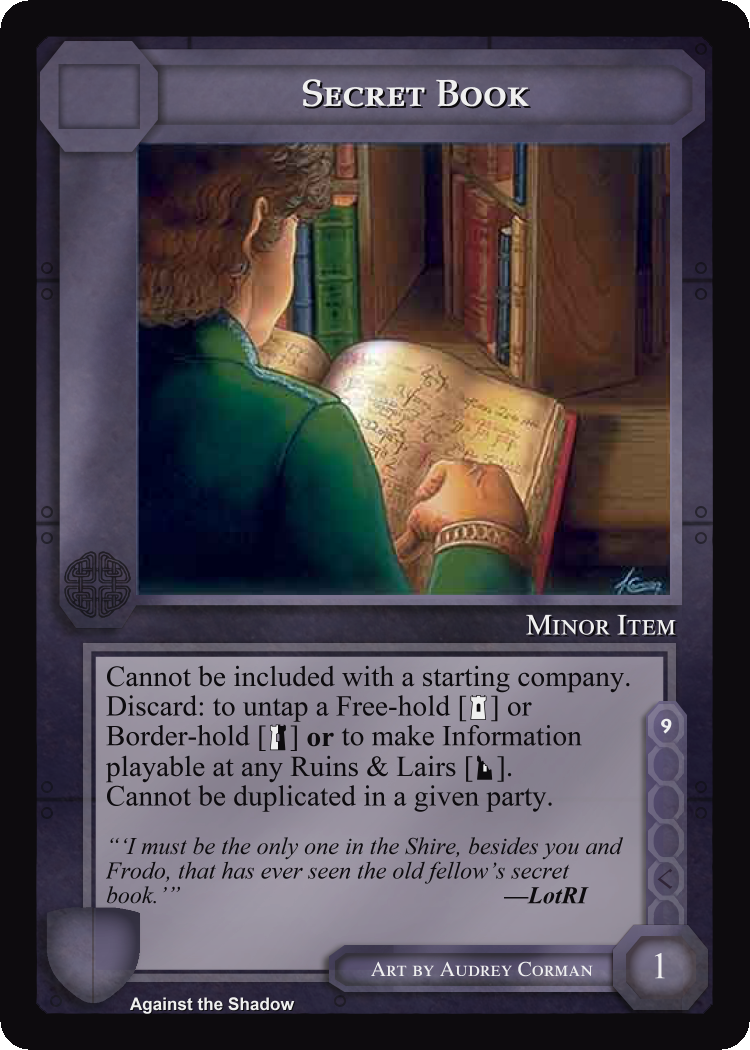 Secret Book
Minor Item
Cannot be included with a starting company.
Discard: to untap a Free-hold [ ] or
Border-hold [ ] or to make Information
playable at any Ruins & Lairs [ ].
Cannot be duplicated in a given party.
9
“‘I must be the only one in the Shire, besides you and
Frodo, that has ever seen the old fellow’s secret
book.’”
—LotRI
Art by Audrey Corman
1
Against the Shadow